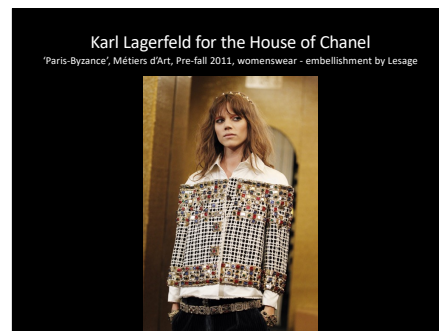 Karl Lagerfeld for the House of Chanel
‘Paris-Byzance’, Métiers d’Art, Pre-fall 2011, womenswear - embellishment by Lesage